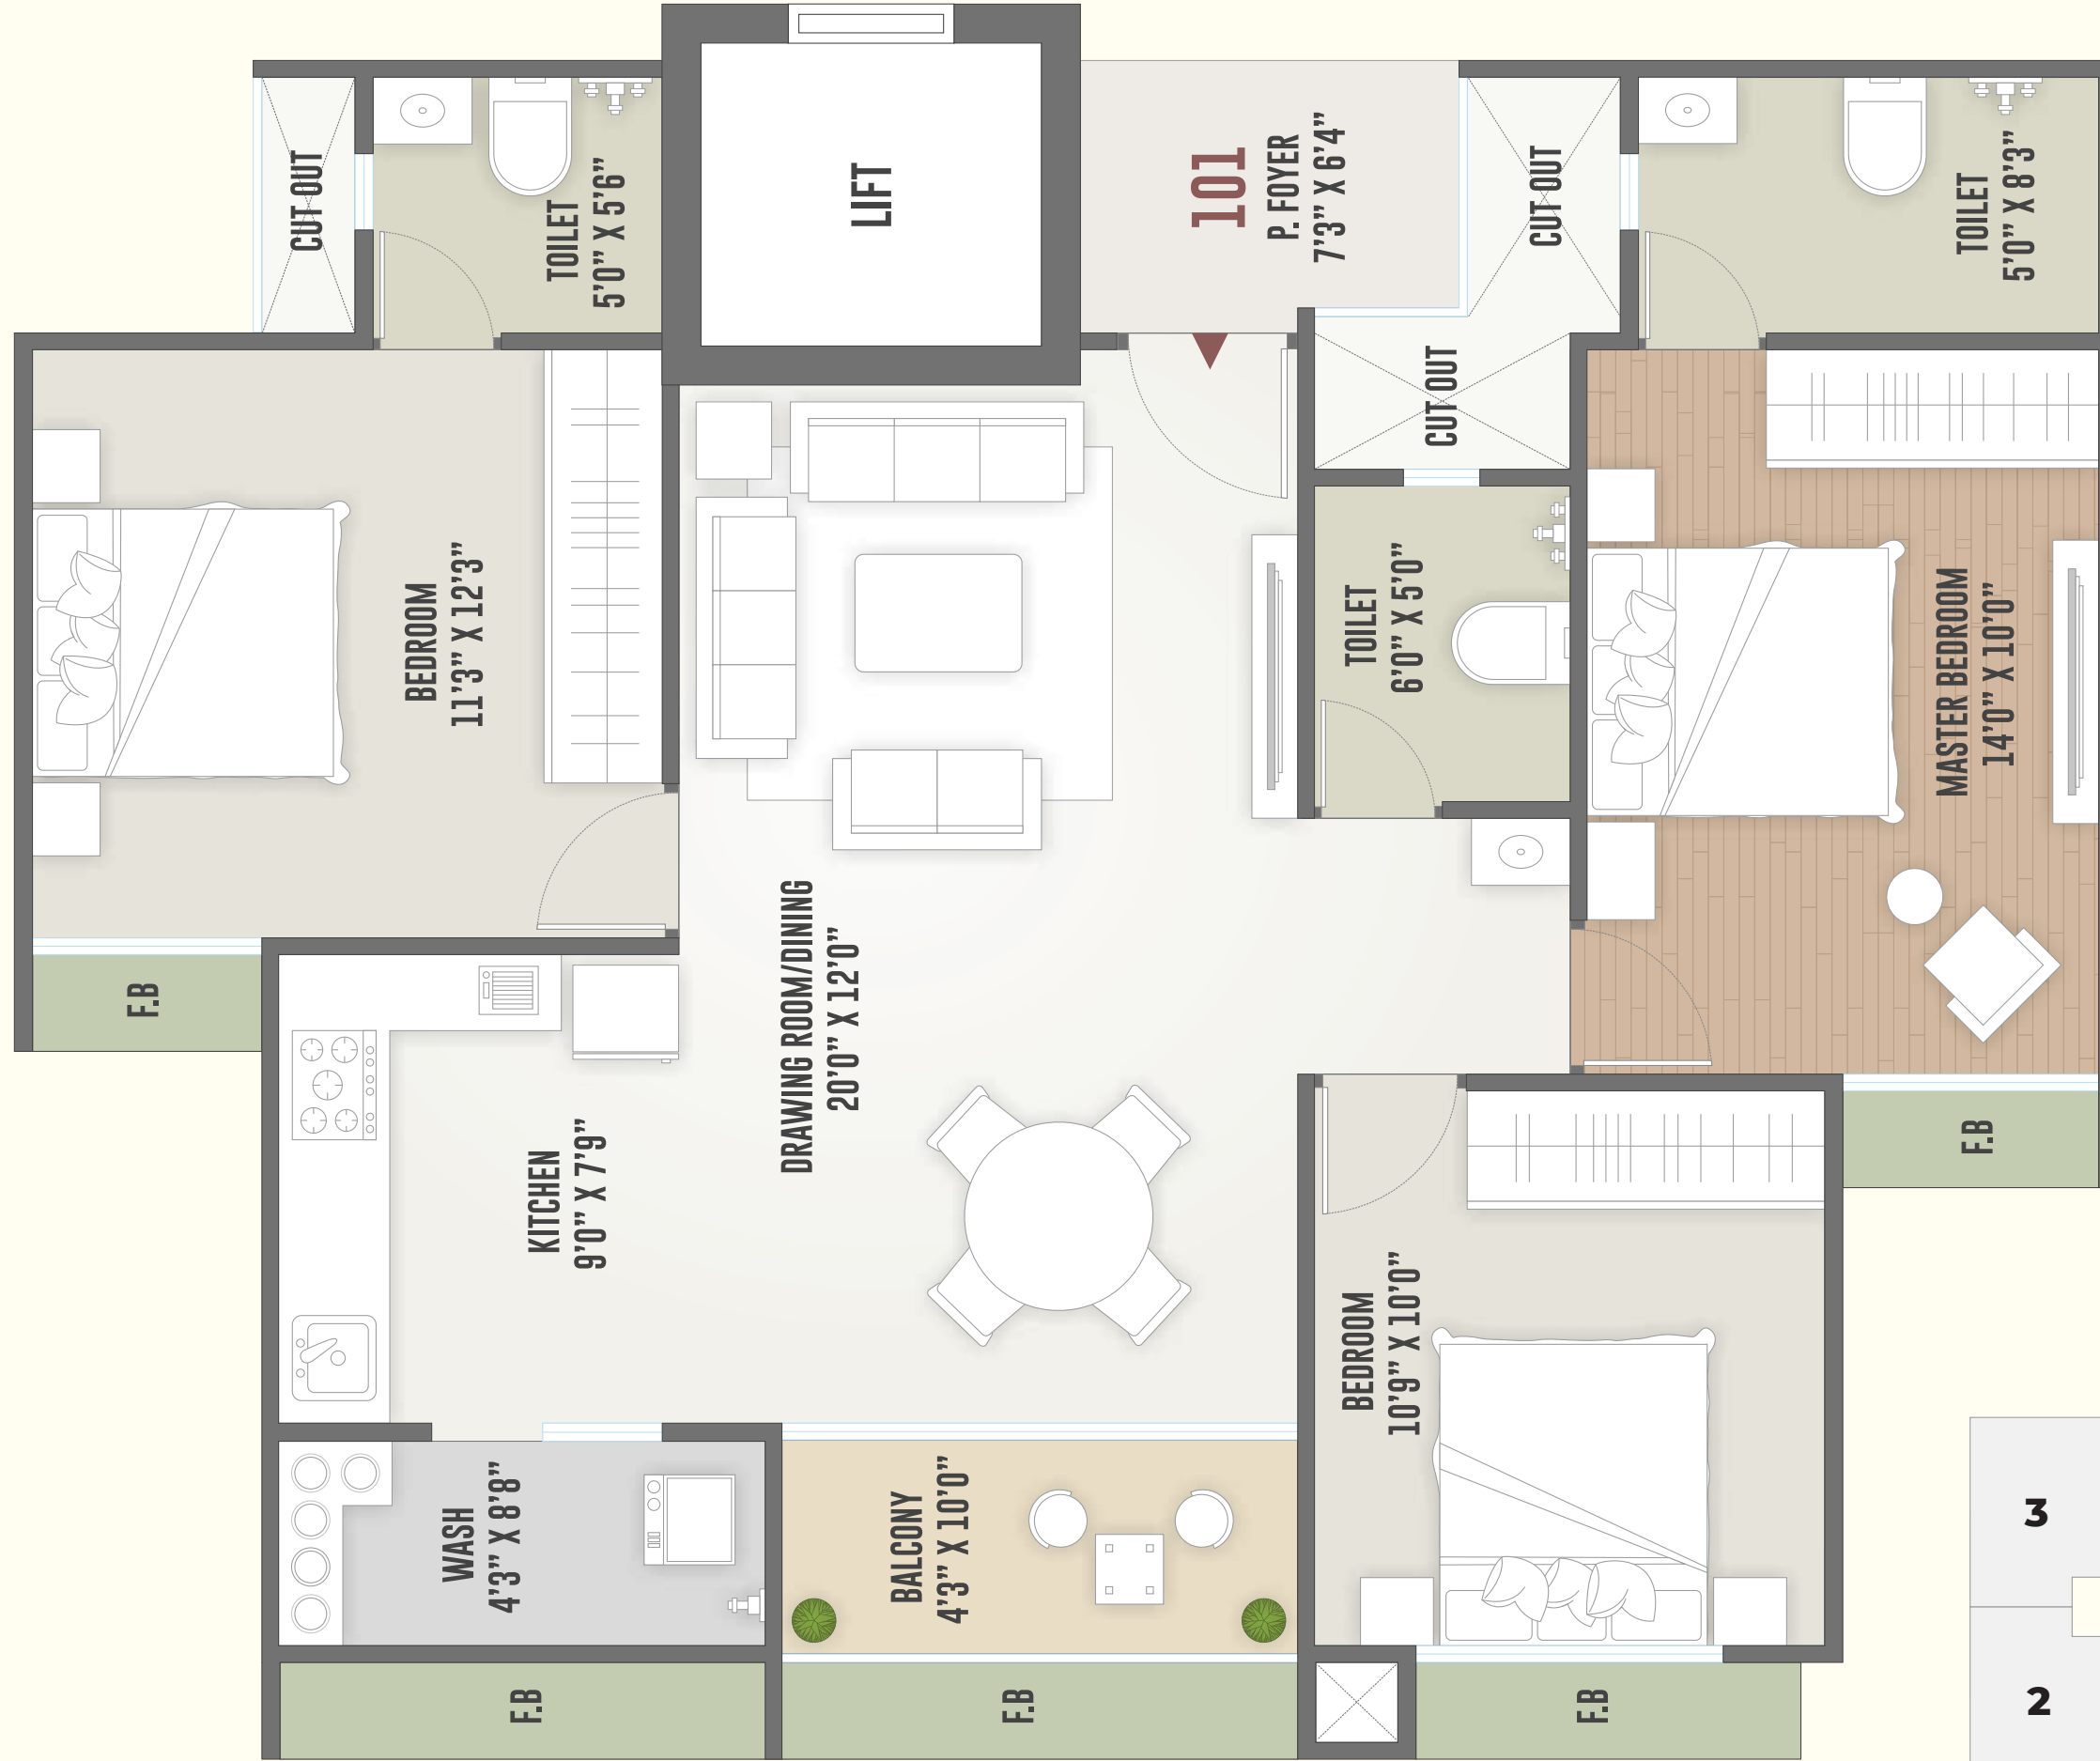 CUT OUT
TOILET
5'0” X 5'6”
LIFT
101
P. FOYER
7'3” X 6'4”
CUT OUT
TOILET
5'0” X 8'3”
CUT OUT
BEDROOM
11'3” X 12'3”
TOILET
6'0” X 5'0”
MASTER BEDROOM
14'0” X 10'0”
F.B
DRAWING ROOM/DINING
20'0” X 12'0”
KITCHEN
9'0” X 7'9”
F.B
BEDROOM
10'9” X 10'0”
WASH
4'3” X 8'8”
BALCONY
4'3” X 10'0”
3
F.B
F.B
F.B
2